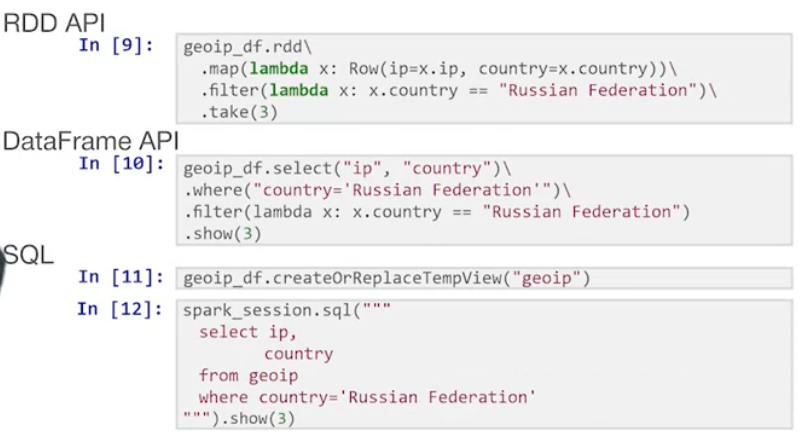 RDD API
In [9]: geoip_df.rdd\
.map(lambda x: Row(ip=x.ip, country=x.country))\
.filter(lambda x: x.country == "Russian Federation")\
.take(3)
DataFrame API
In [10]: geoip_df.select("ip", "country")\
.where("country='Russian Federation'")\
.filter(lambda x: x.country == "Russian Federation")
.show(3)
SQL
In [11]: geoip_df.createOrReplaceTempView("geoip")
In [12]: spark_session.sql("""
select ip,
country
from geoip
where country='Russian Federation'
""").show(3)